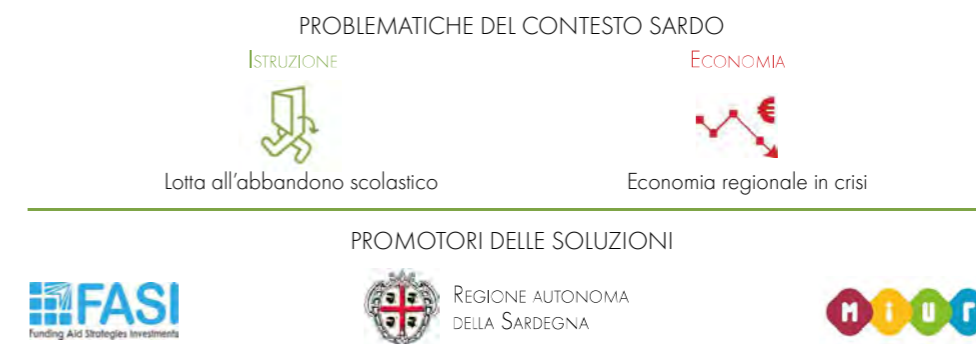 PROBLEMATICHE DEL CONTESTO SARDO
ISTRUZIONE
ECONOMIA
€
Lotta all'abbandono scolastico
Economia regionale in crisi
PROMOTORI DELLE SOLUZIONI
FASI
Funding Aid Strategies Investments
REGIONE AUTONOMA
DELLA SARDEGNA
MIUr